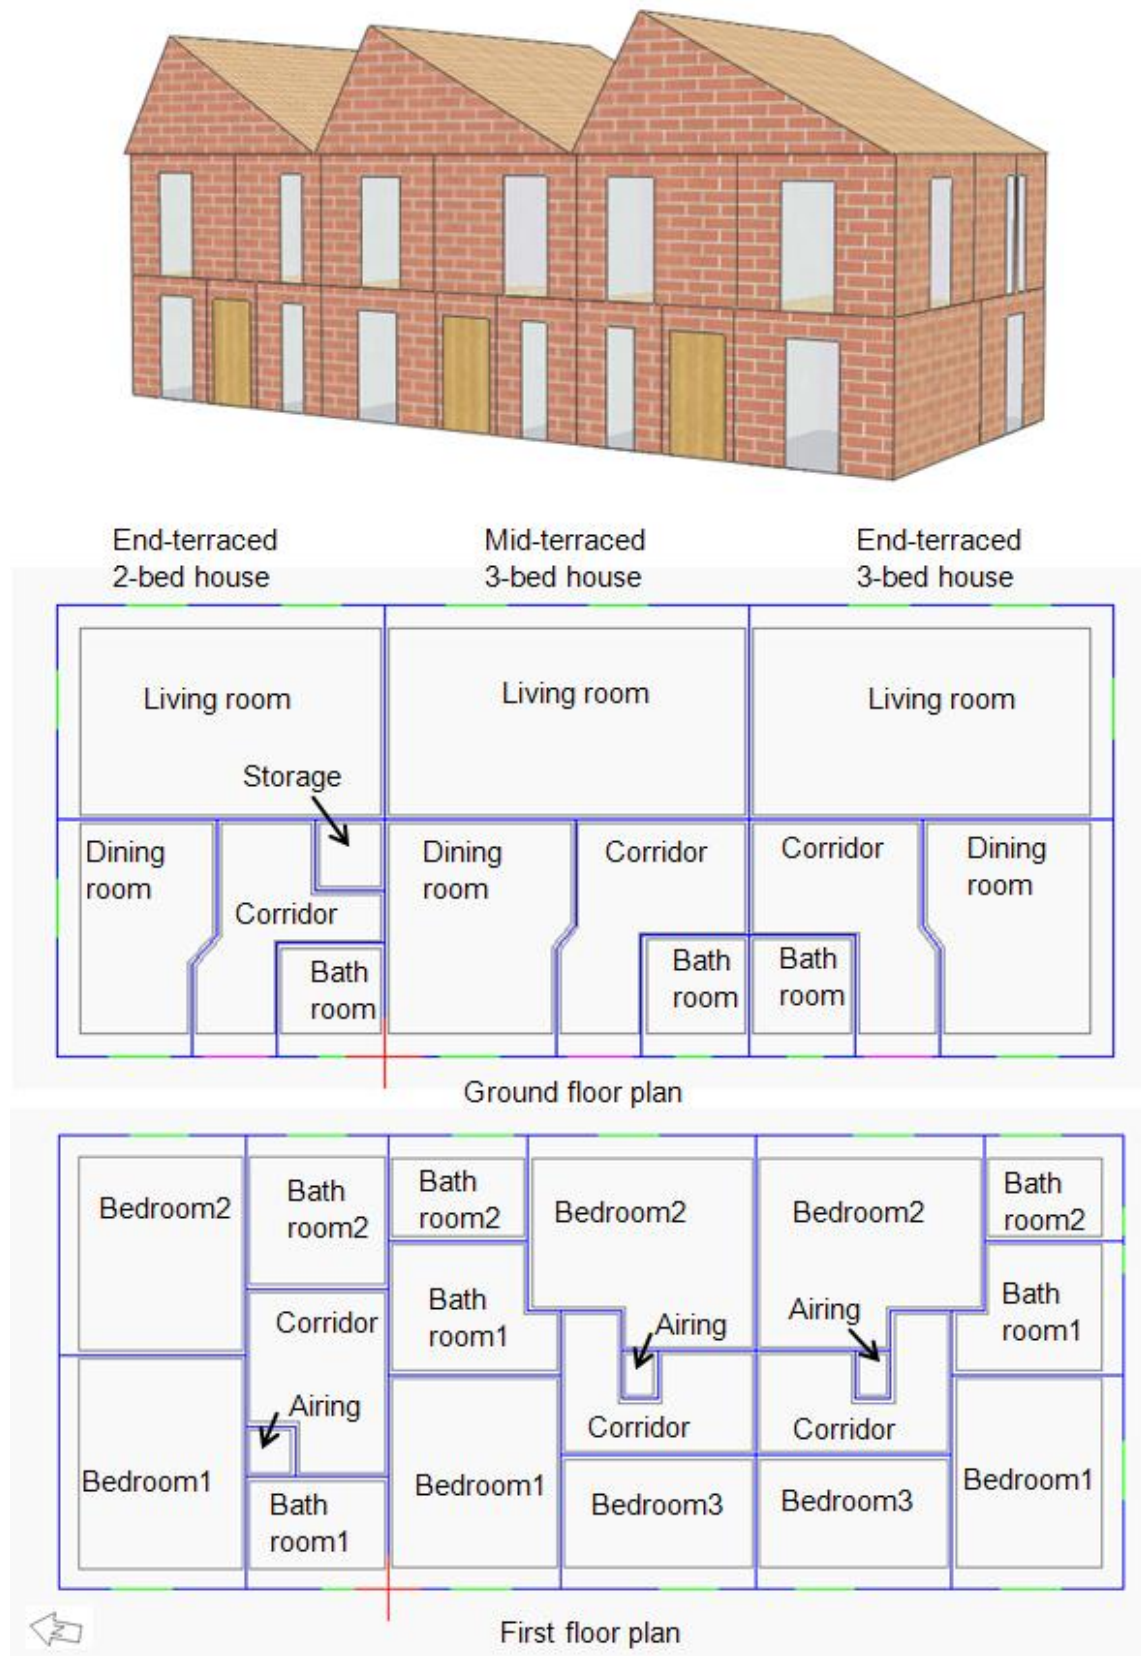 End-terraced
2-bed house
Mid-terraced
3-bed house
End-terraced
3-bed house
Living room
Living room
Living room
Storage
Dining
room
Corridor
Bath
room
Dining
room
Corridor
Bath
room
Corridor
Bath
room
Dining
room
Ground floor plan
Bedroom2
Bath
room2
Corridor
Airing
Bedroom1
Bath
room1
Bath
room2
Bath
room1
Bedroom1
Bedroom2
Airing
Corridor
Bedroom3
Bedroom2
Airing
Corridor
Bedroom3
Bath
room2
Bath
room1
Bedroom1
First floor plan